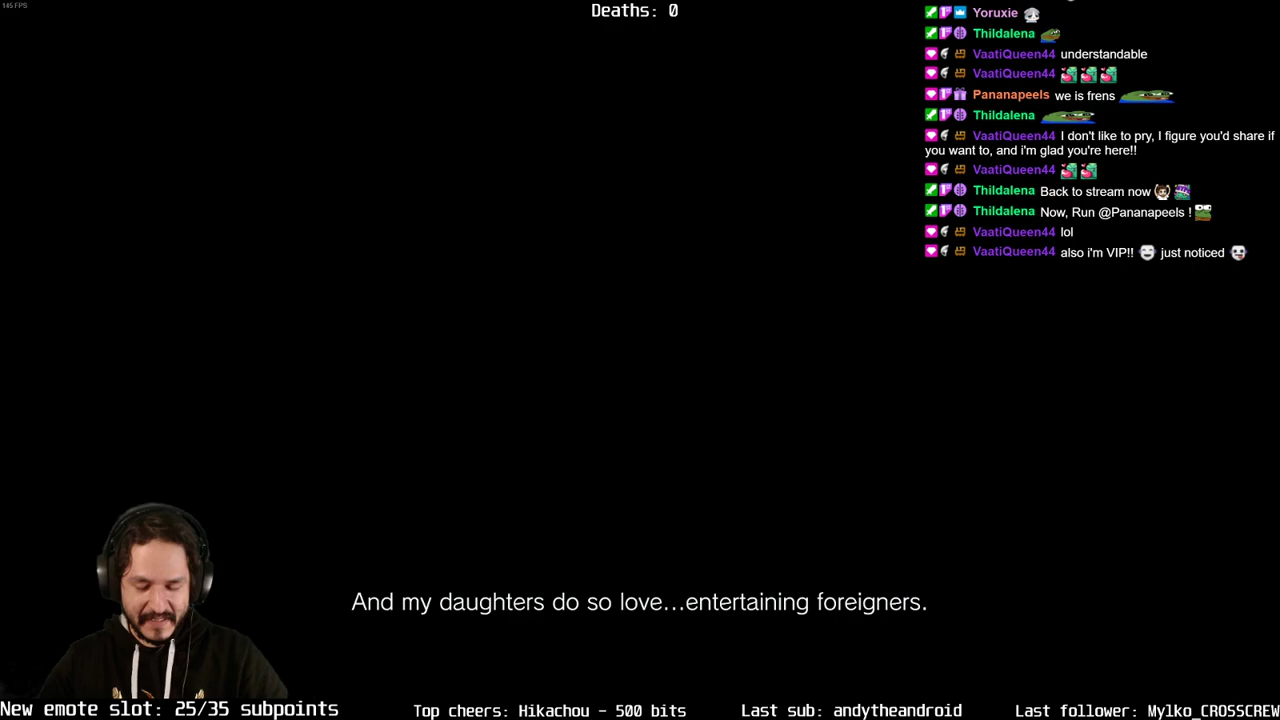 145 FPS
Deaths: 0
Yoruxie
Thildalena
VaatiQueen44 understandable
VaatiQueen44
Pananapeels we is frens
Thildalena
VaatiQueen44 I don't like to pry, I figure you'd share if
you want to, and i'm glad you're here!!
VaatiQueen44
Thildalena Back to stream now
Thildalena Now, Run @Pananapeels !
VaatiQueen44 lol
VaatiQueen44 also i'm VIP!! just noticed
And my daughters do so love...entertaining foreigners.
New emote slot: 25/35 subpoints
Top cheers: Hikachou - 500 bits
Last sub: andytheandroid
Last follower: Mylko_CROSSCREW